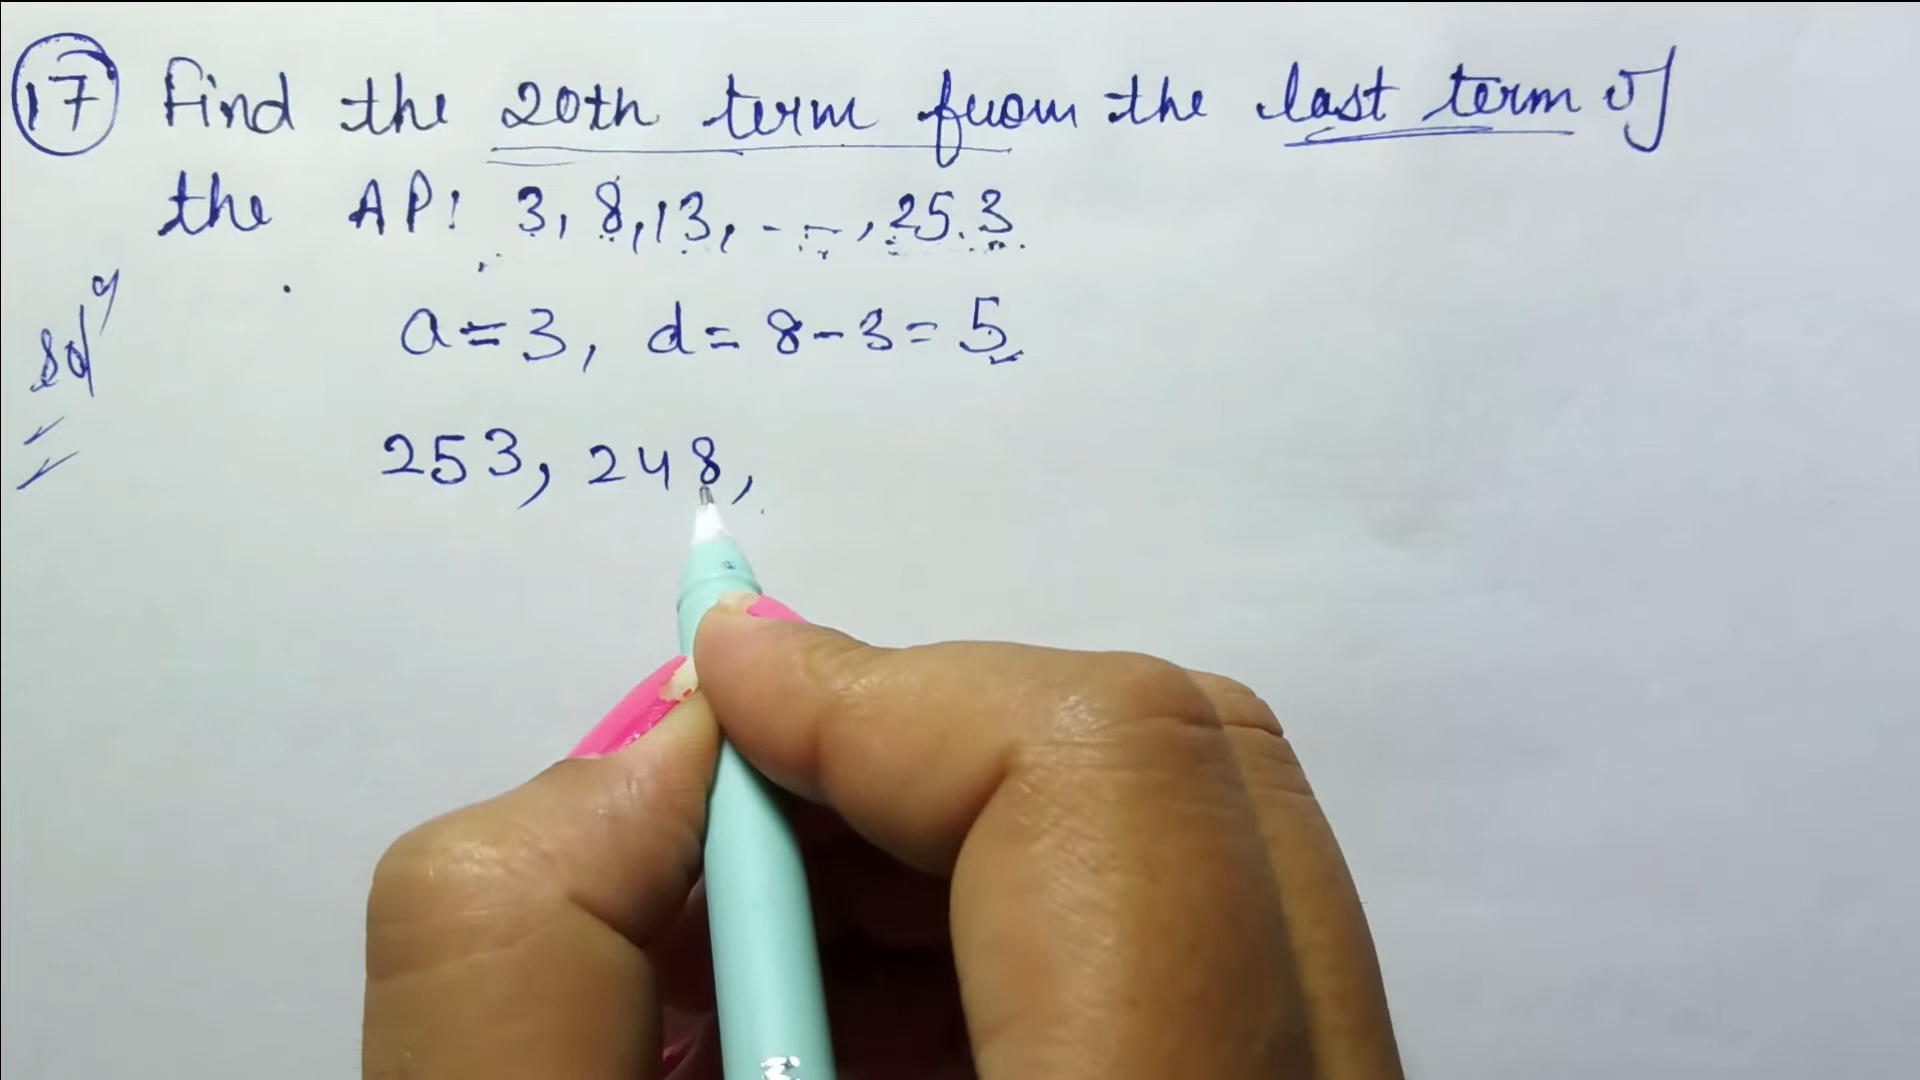 17 Find the 20th term from the last term of
the AP: 3, 8, 13, - - -, 253.
Solⁿ
a = 3, d = 8 - 3 = 5
253, 248,